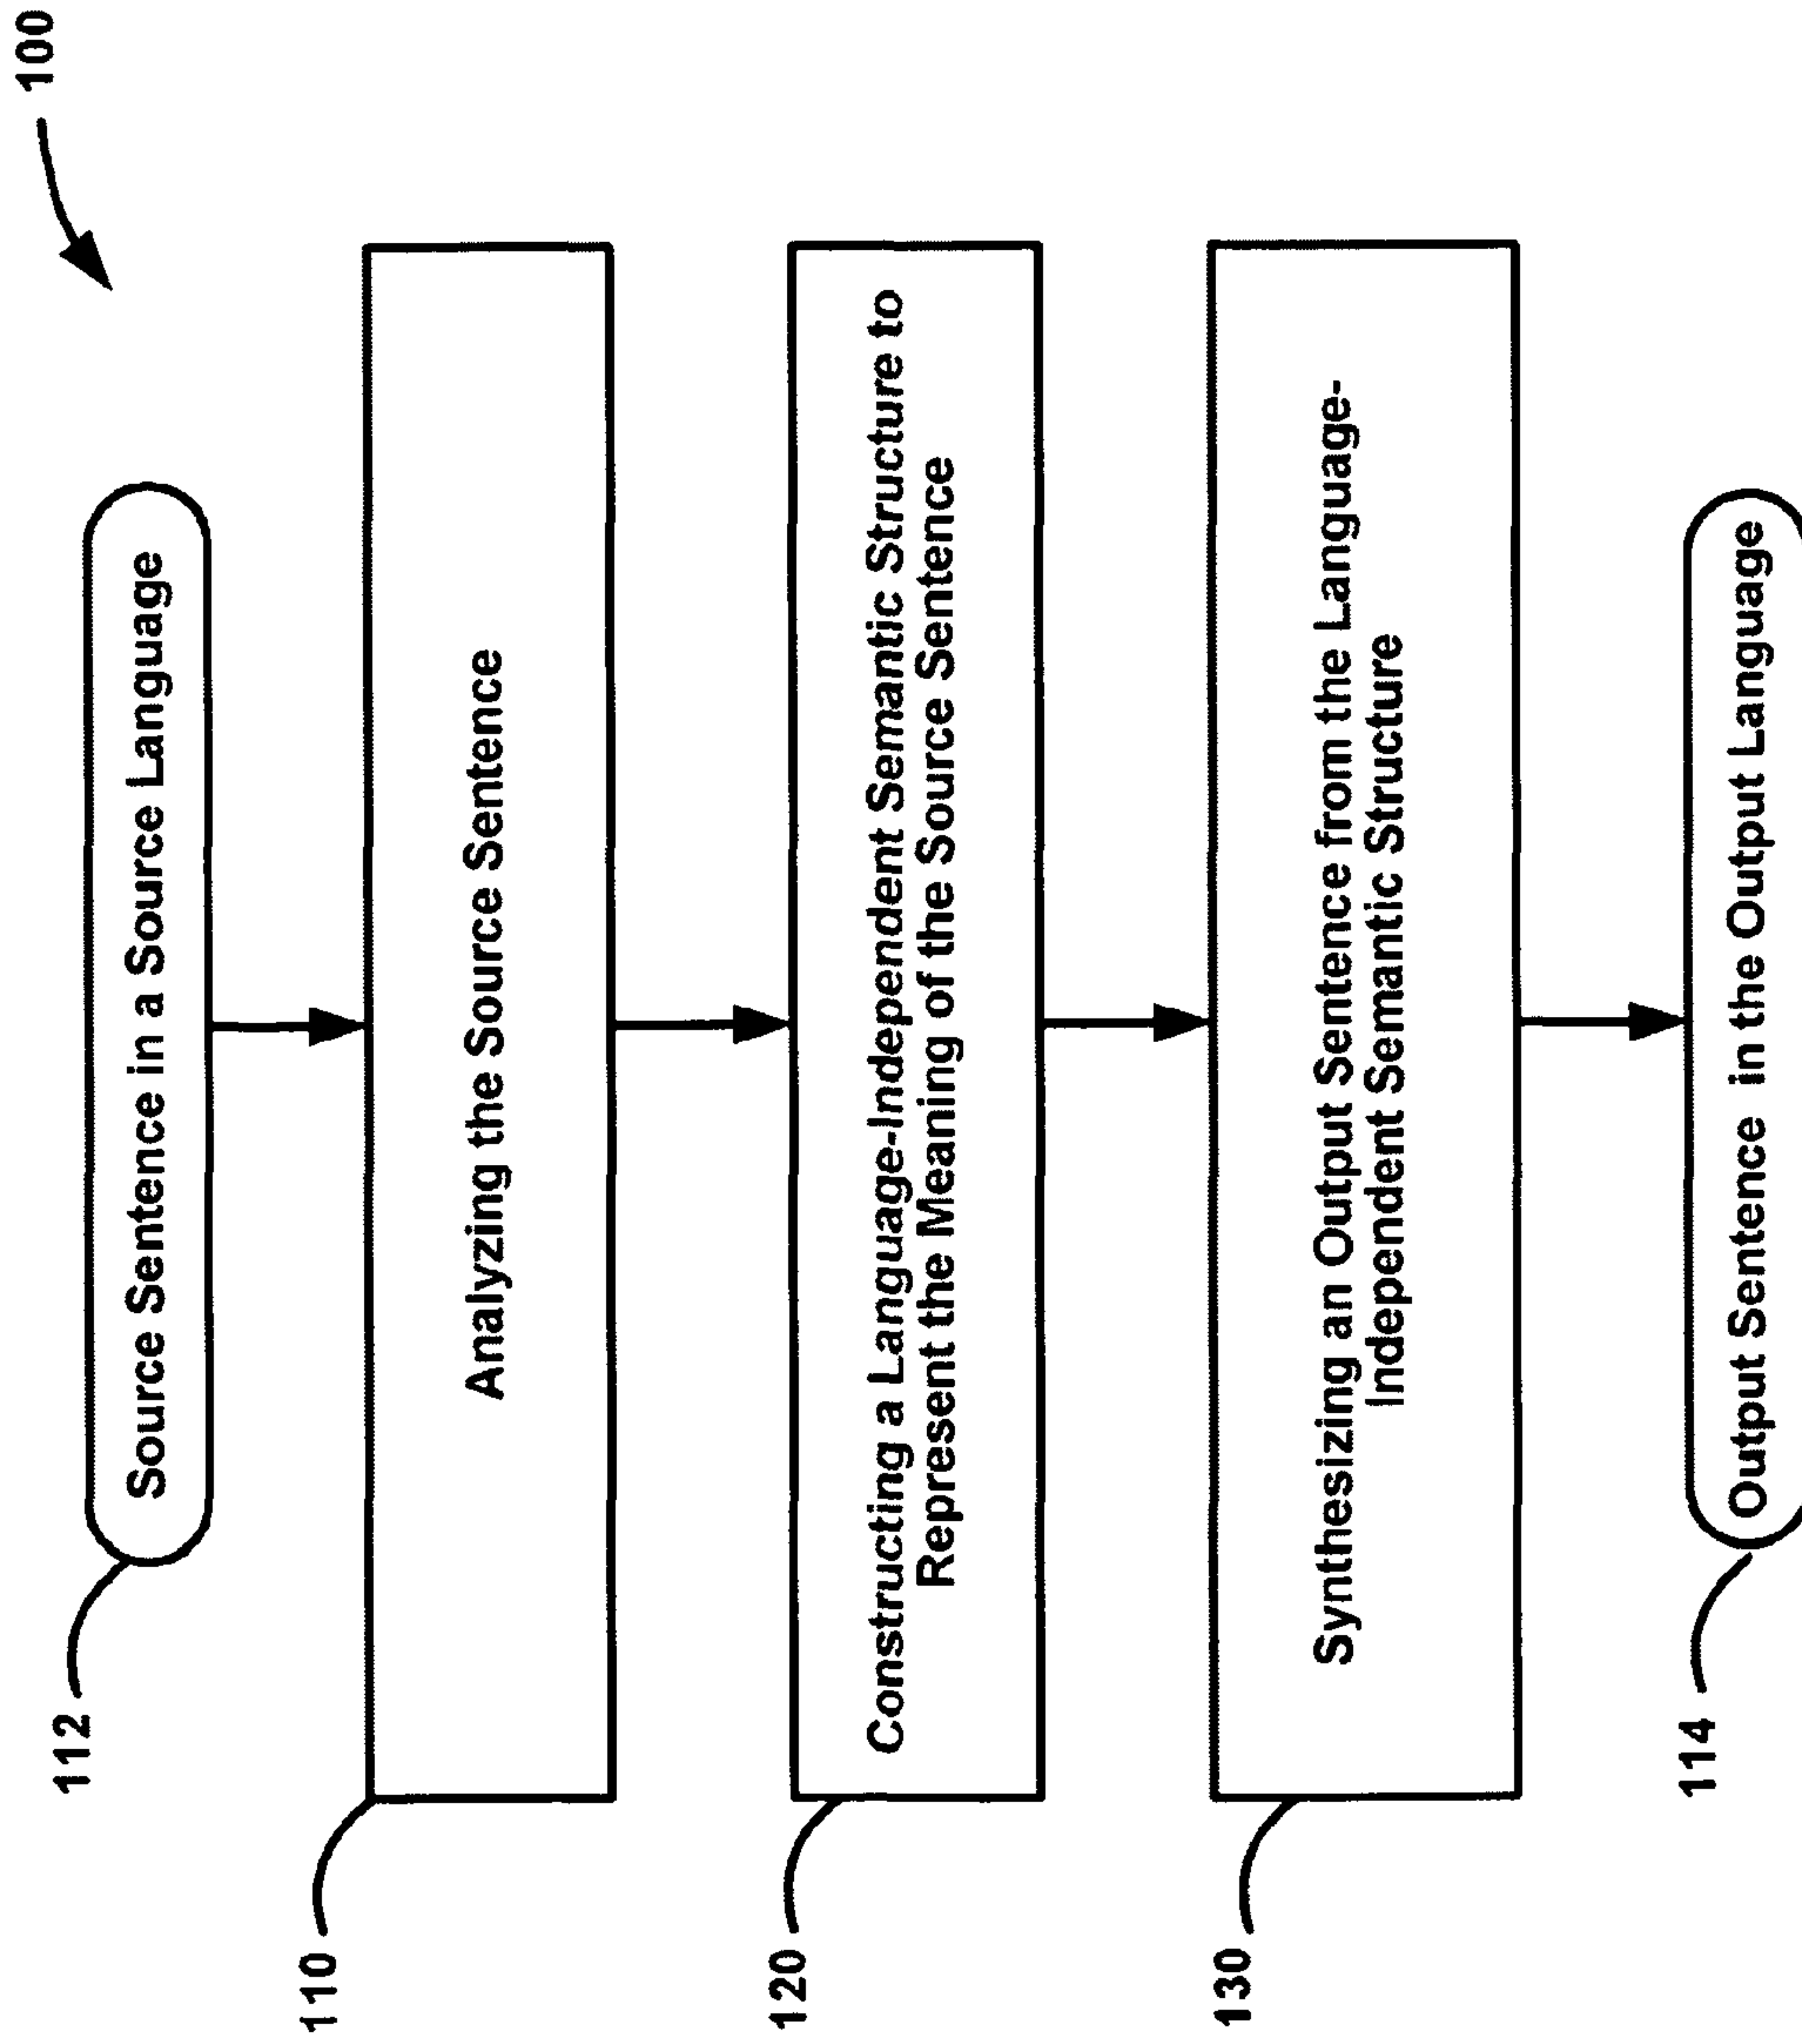 100
112
Source Sentence in a Source Language
110
Analyzing the Source Sentence
120
Constructing a Language-Independent Semantic Structure to
Represent the Meaning of the Source Sentence
130
Synthesizing an Output Sentence from the Language-
Independent Semantic Structure
114
Output Sentence in the Output Language